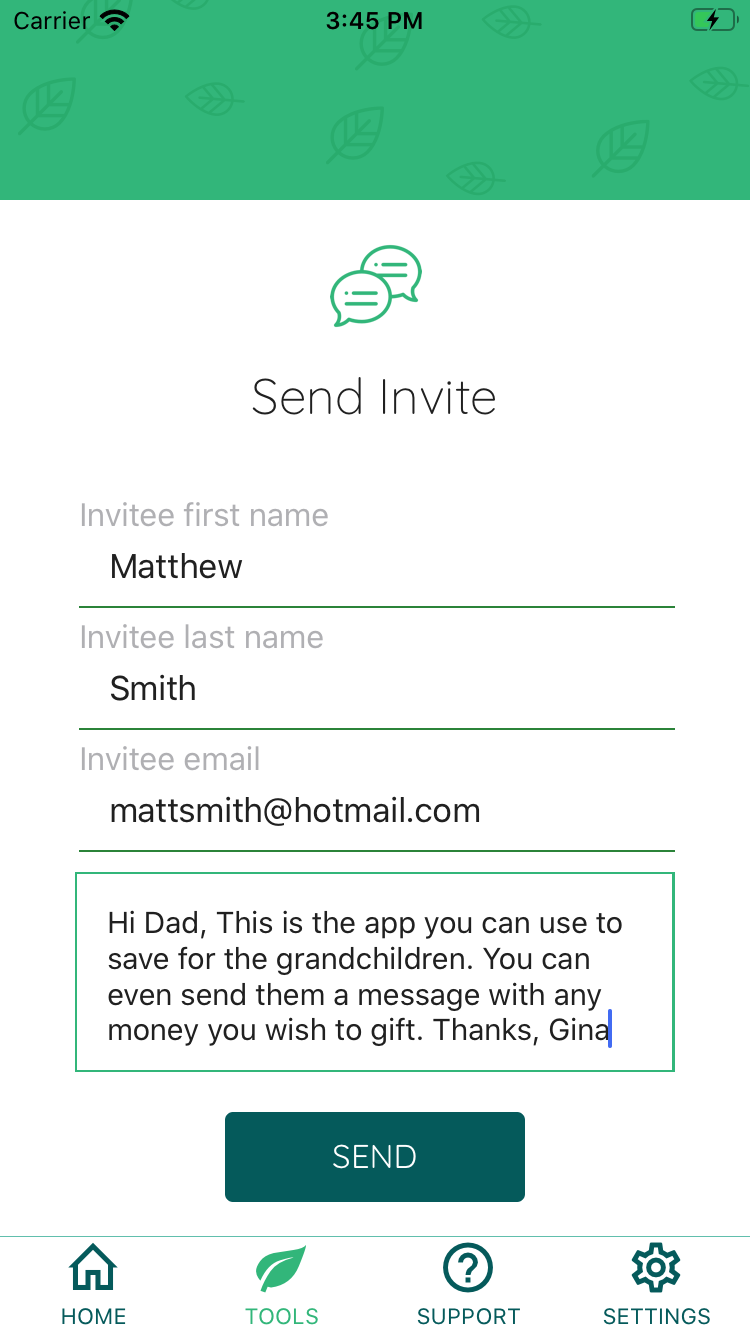 Carrier 3:45 PM
Send Invite
Invitee first name
Matthew
Invitee last name
Smith
Invitee email
mattsmith@hotmail.com
Hi Dad, This is the app you can use to
save for the grandchildren. You can
even send them a message with any
money you wish to gift. Thanks, Gina
SEND
HOME TOOLS SUPPORT SETTINGS